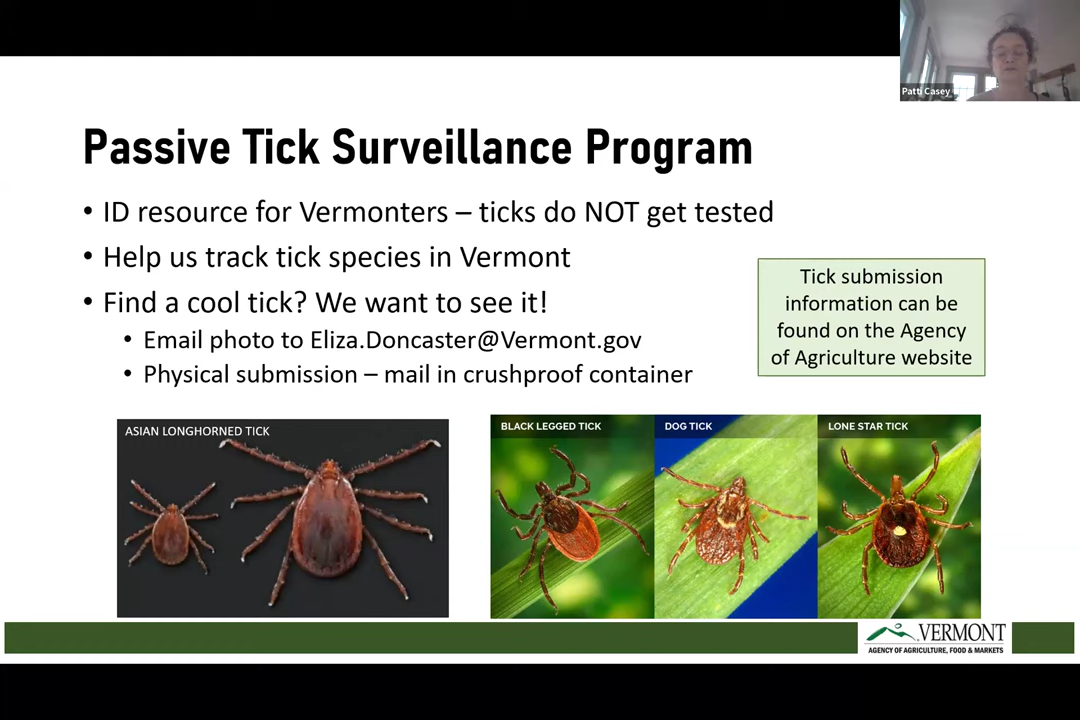 Patti Casey
Passive Tick Surveillance Program
• ID resource for Vermonters – ticks do NOT get tested
• Help us track tick species in Vermont
• Find a cool tick? We want to see it!
• Email photo to Eliza.Doncaster@Vermont.gov
• Physical submission – mail in crushproof container
Tick submission
information can be
found on the Agency
of Agriculture website
ASIAN LONGHORNED TICK
BLACK LEGGED TICK
DOG TICK
LONE STAR TICK
VERMONT
AGENCY OF AGRICULTURE, FOOD & MARKETS